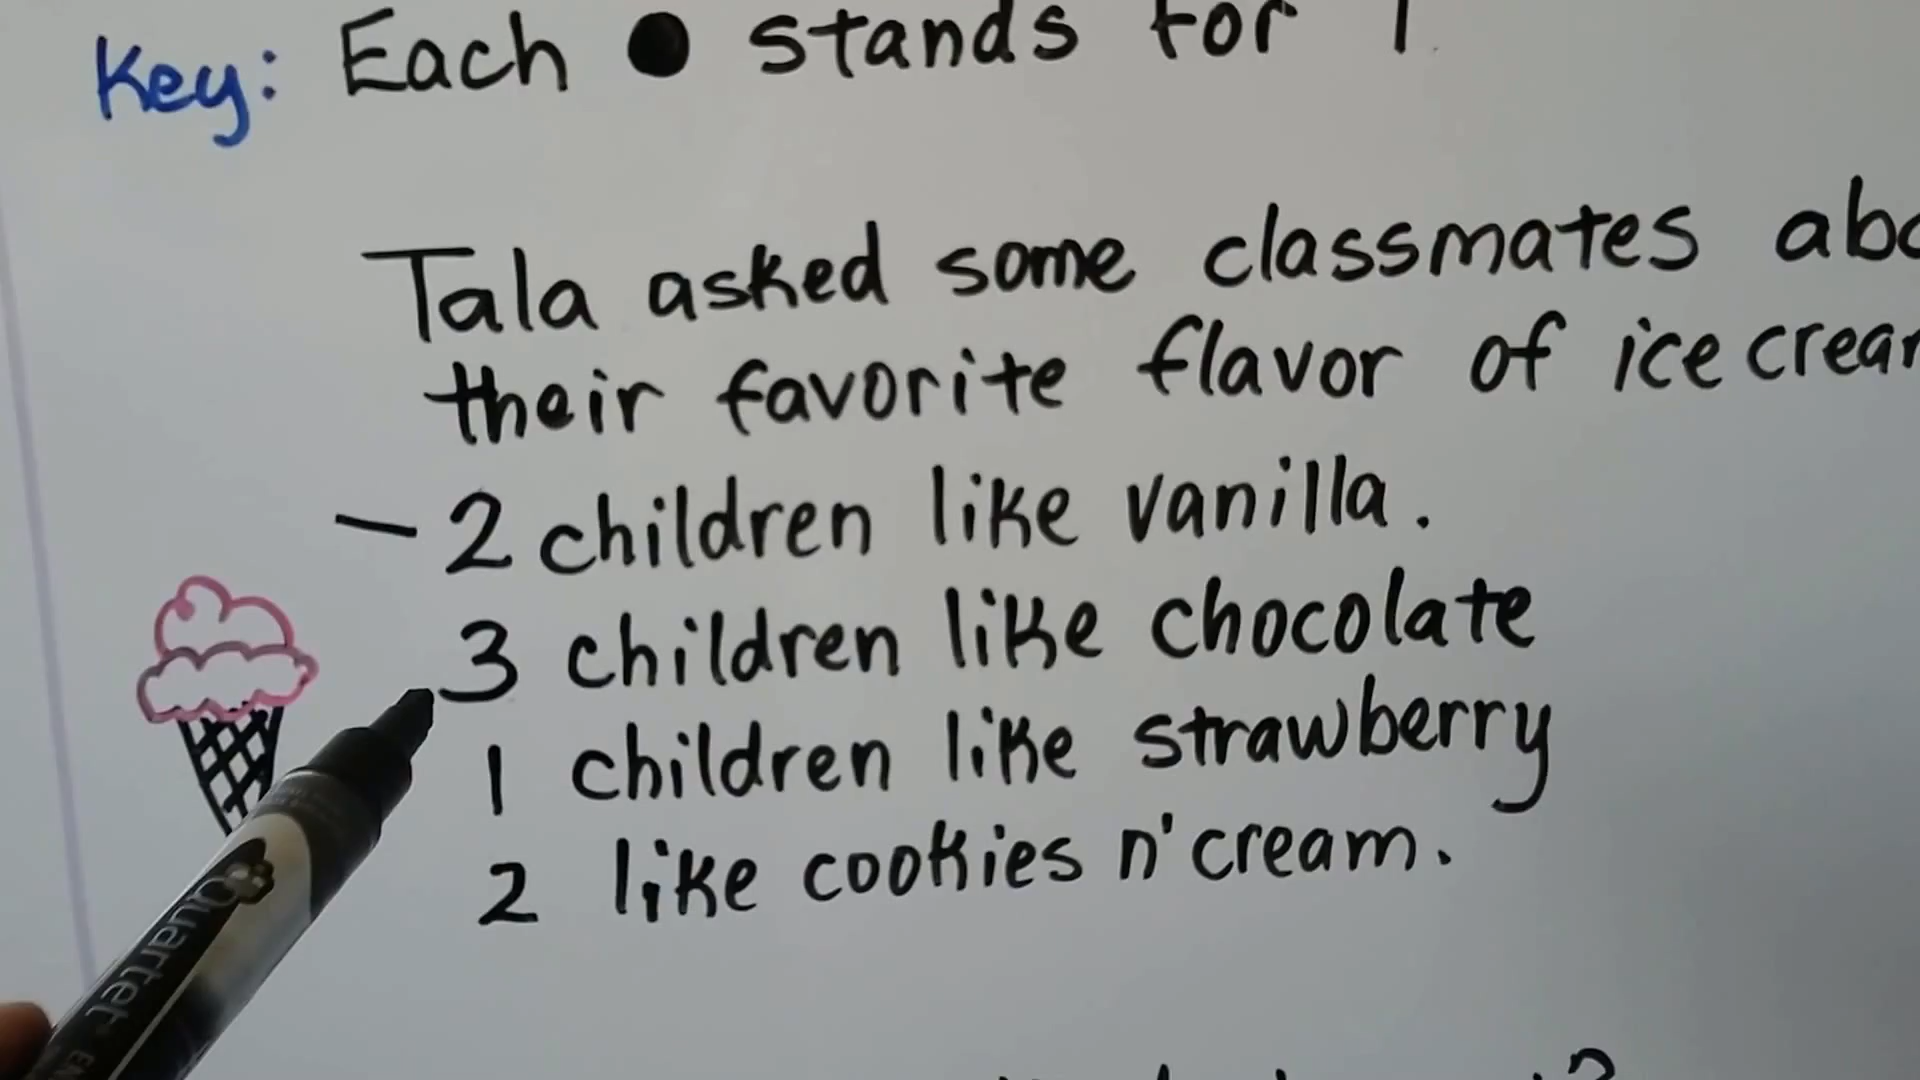 Key: Each ● stands for 1
Tala asked some classmates
their favorite flavor of ice
— 2 children like vanilla.
3 children like chocolate
1 children like strawberry
2 like cookies n' cream.
Quartet